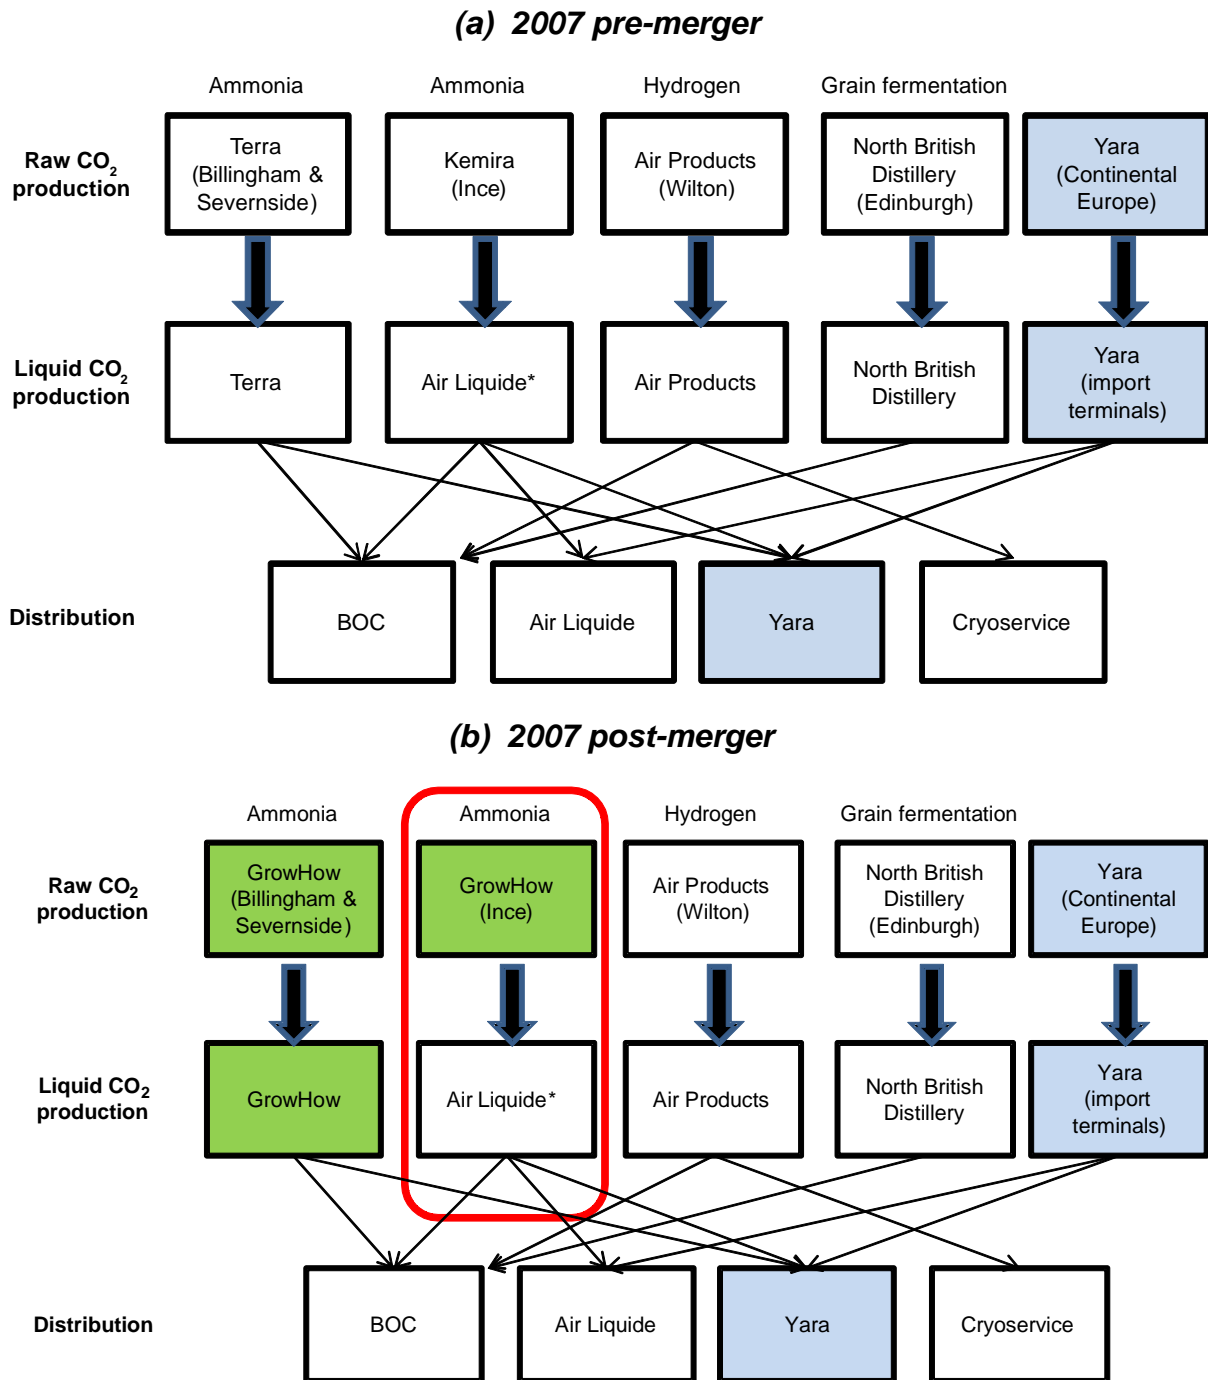 (a) 2007 pre-merger
Ammonia
Ammonia
Hydrogen
Grain fermentation
Raw CO2
production
Terra
(Billingham &
Severnside)
Kemira
(Ince)
Air Products
(Wilton)
North British
Distillery
(Edinburgh)
Yara
(Continental
Europe)
Liquid CO2
production
Terra
Air Liquide*
Air Products
North British
Distillery
Yara
(import
terminals)
Distribution
BOC
Air Liquide
Yara
Cryoservice
(b) 2007 post-merger
Ammonia
Ammonia
Hydrogen
Grain fermentation
Raw CO2
production
GrowHow
(Billingham &
Severnside)
GrowHow
(Ince)
Air Products
(Wilton)
North British
Distillery
(Edinburgh)
Yara
(Continental
Europe)
Liquid CO2
production
GrowHow
Air Liquide*
Air Products
North British
Distillery
Yara
(import
terminals)
Distribution
BOC
Air Liquide
Yara
Cryoservice